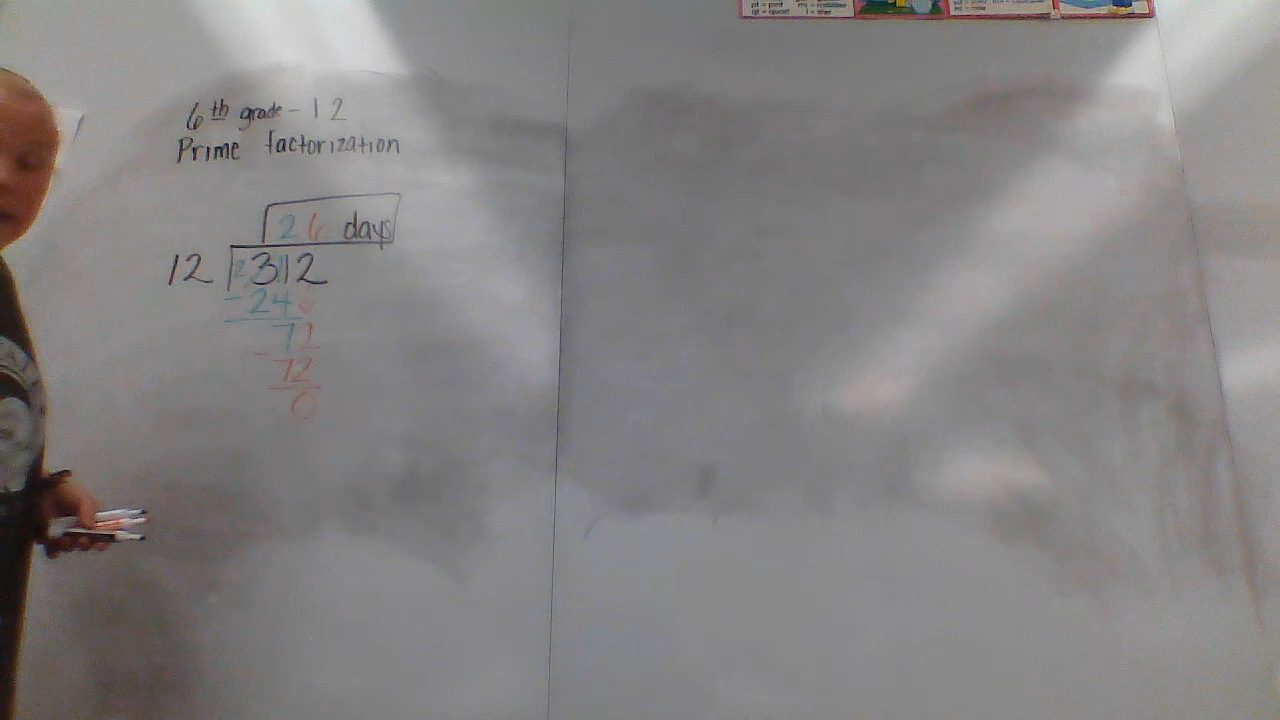 6th grade - 12
Prime factorization
26 days
12 312
- 24
72
- 72
0